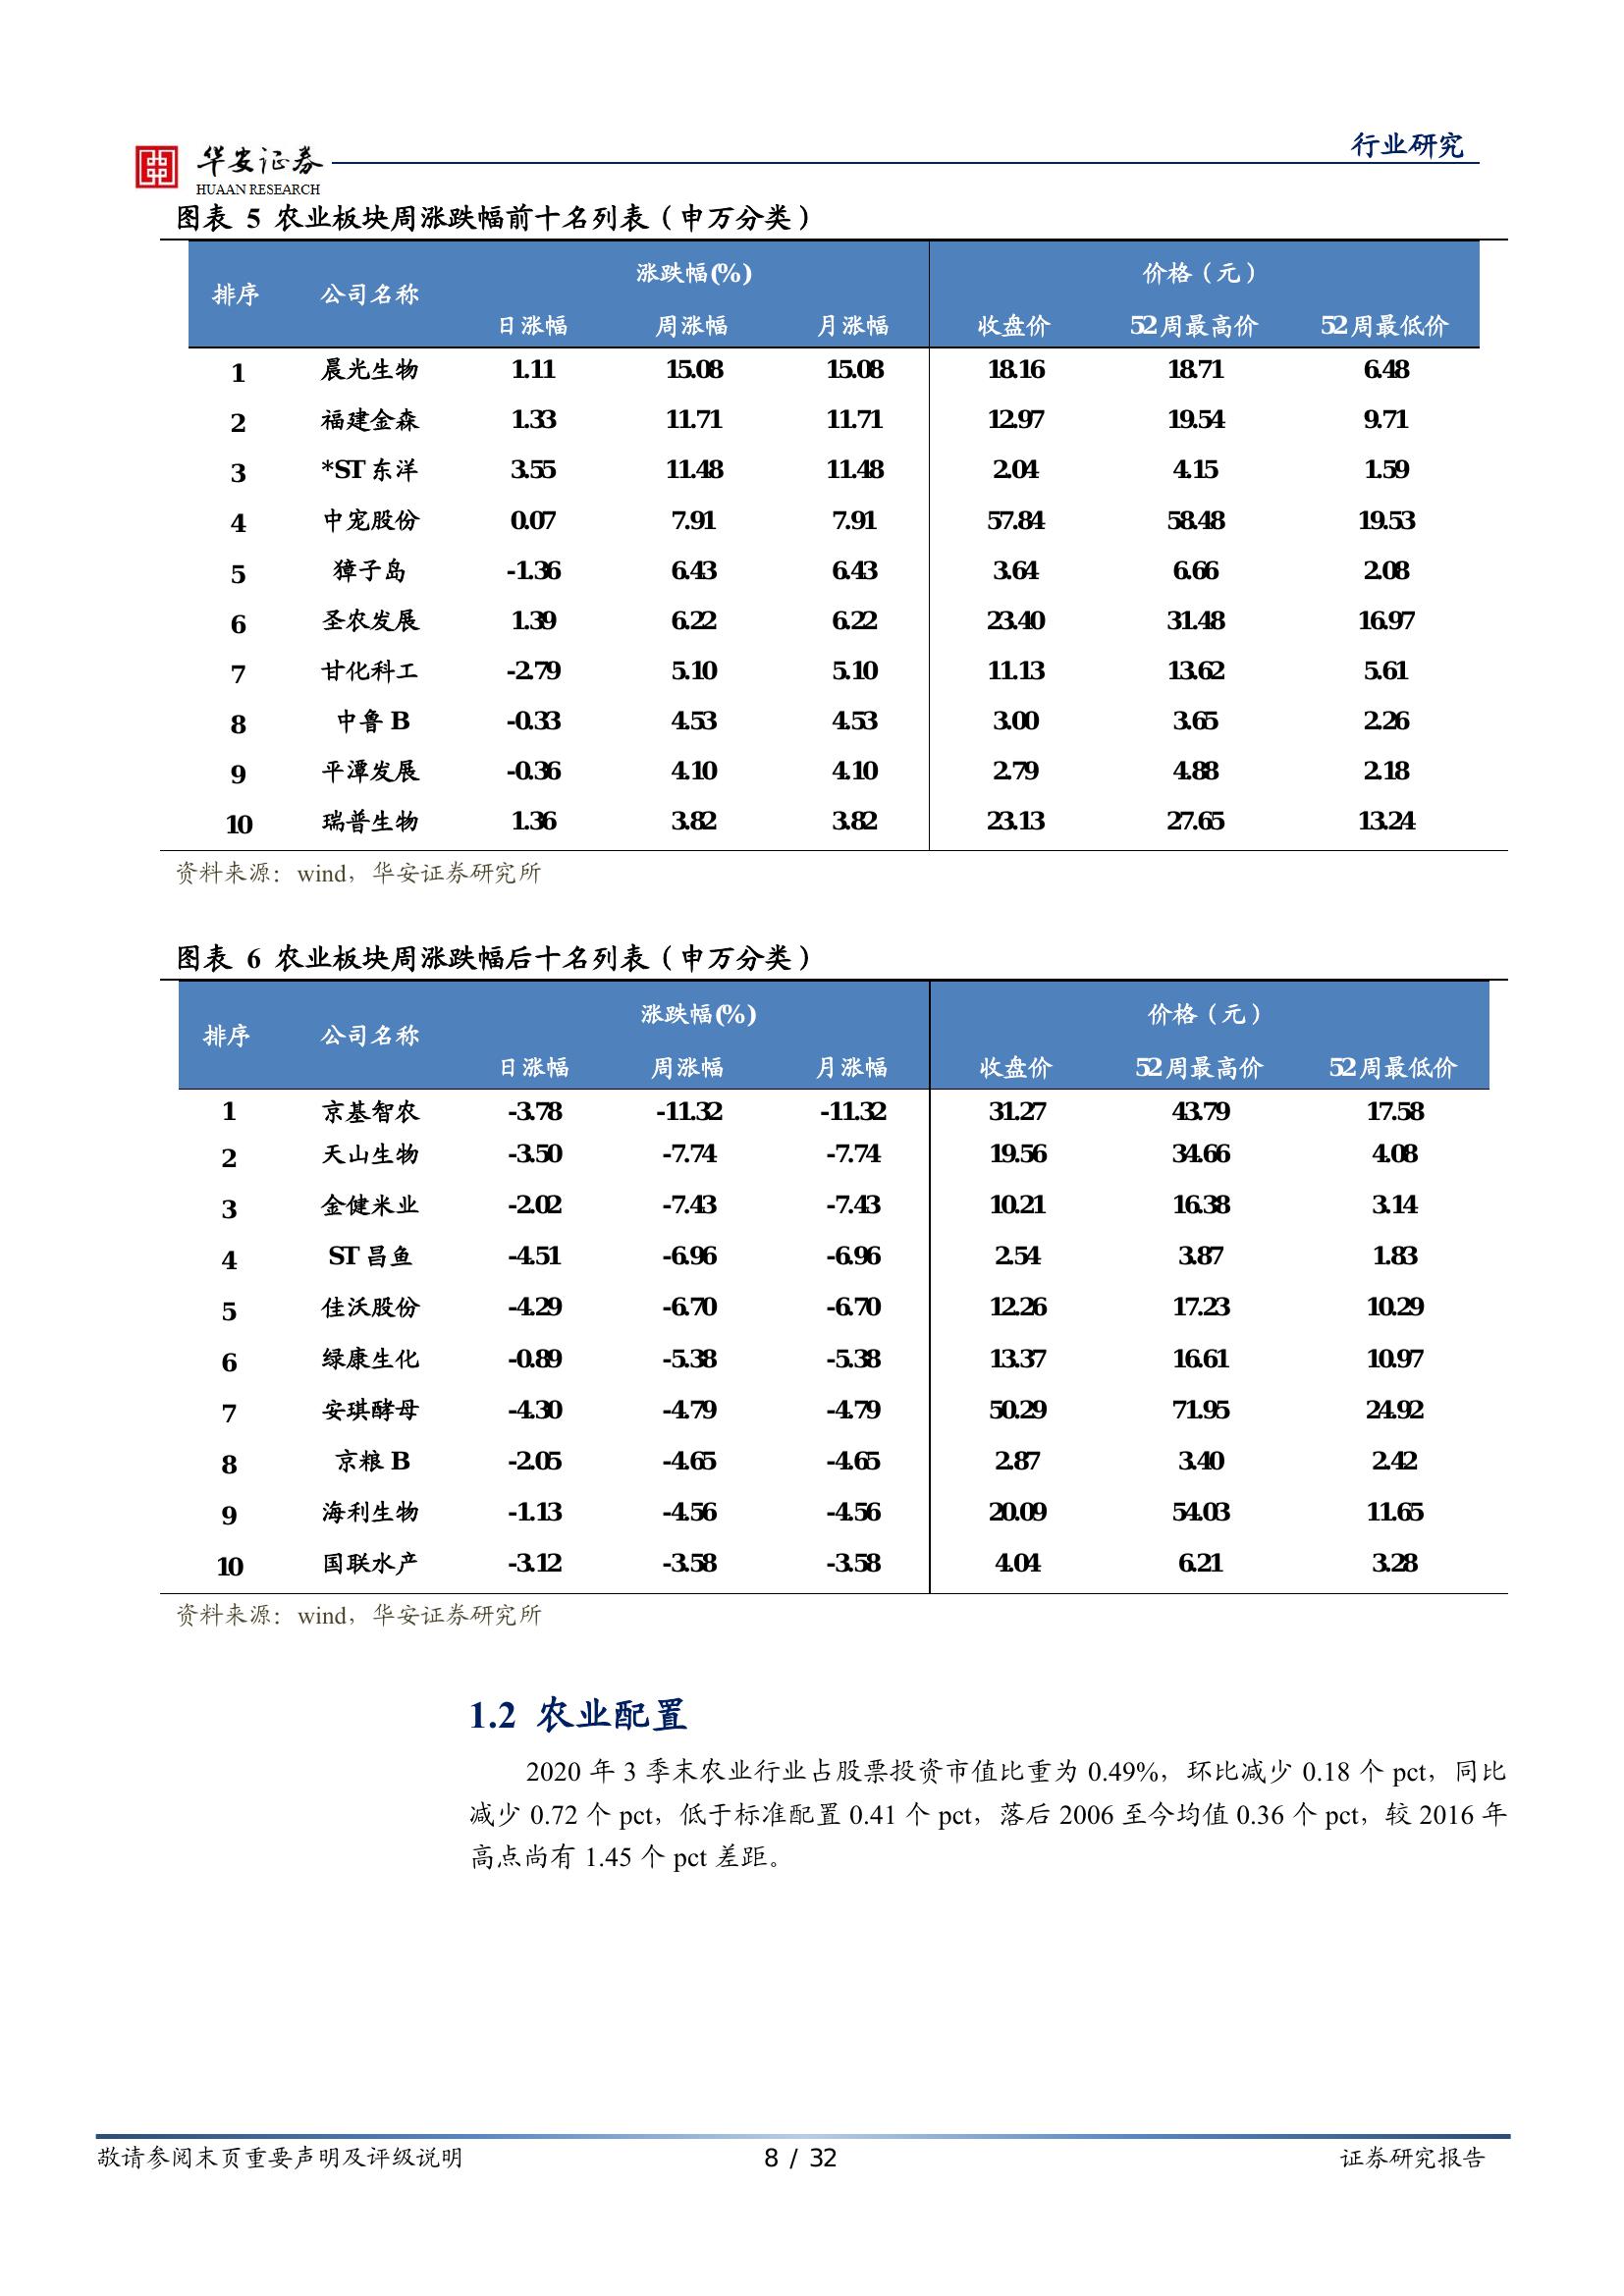 华安证券
HUAAN RESEARCH
行业研究
图表 5 农业板块周涨跌幅前十名列表（申万分类）
排序 公司名称 涨跌幅(%) 价格（元）
日涨幅 周涨幅 月涨幅 收盘价 52周最高价 52周最低价
1 晨光生物 1.11 15.08 15.08 18.16 18.71 6.48
2 福建金森 1.33 11.71 11.71 12.97 19.54 9.71
3 *ST东洋 3.55 11.48 11.48 2.04 4.15 1.59
4 中宠股份 0.07 7.91 7.91 57.84 58.48 19.53
5 獐子岛 -1.36 6.43 6.43 3.64 6.66 2.08
6 圣农发展 1.39 6.22 6.22 23.40 31.48 16.97
7 甘化科工 -2.79 5.10 5.10 11.13 13.62 5.61
8 中鲁B -0.33 4.53 4.53 3.00 3.65 2.26
9 平潭发展 -0.36 4.10 4.10 2.79 4.88 2.18
10 瑞普生物 1.36 3.82 3.82 23.13 27.65 13.24
资料来源：wind，华安证券研究所
图表 6 农业板块周涨跌幅后十名列表（申万分类）
排序 公司名称 涨跌幅(%) 价格（元）
日涨幅 周涨幅 月涨幅 收盘价 52周最高价 52周最低价
1 京基智农 -3.78 -11.32 -11.32 31.27 43.79 17.58
2 天山生物 -3.50 -7.74 -7.74 19.56 34.66 4.08
3 金健米业 -2.02 -7.43 -7.43 10.21 16.38 3.14
4 ST昌鱼 -4.51 -6.96 -6.96 2.54 3.87 1.83
5 佳沃股份 -4.29 -6.70 -6.70 12.26 17.23 10.29
6 绿康生化 -0.89 -5.38 -5.38 13.37 16.61 10.97
7 安琪酵母 -4.30 -4.79 -4.79 50.29 71.95 24.92
8 京粮B -2.05 -4.65 -4.65 2.87 3.40 2.42
9 海利生物 -1.13 -4.56 -4.56 20.09 54.03 11.65
10 国联水产 -3.12 -3.58 -3.58 4.04 6.21 3.28
资料来源：wind，华安证券研究所
1.2 农业配置
2020 年 3 季末农业行业占股票投资市值比重为 0.49%，环比减少 0.18 个 pct，同比
减少 0.72 个 pct，低于标准配置 0.41 个 pct，落后 2006 至今均值 0.36 个 pct，较 2016 年
高点尚有 1.45 个 pct 差距。
敬请参阅末页重要声明及评级说明 8 / 32 证券研究报告